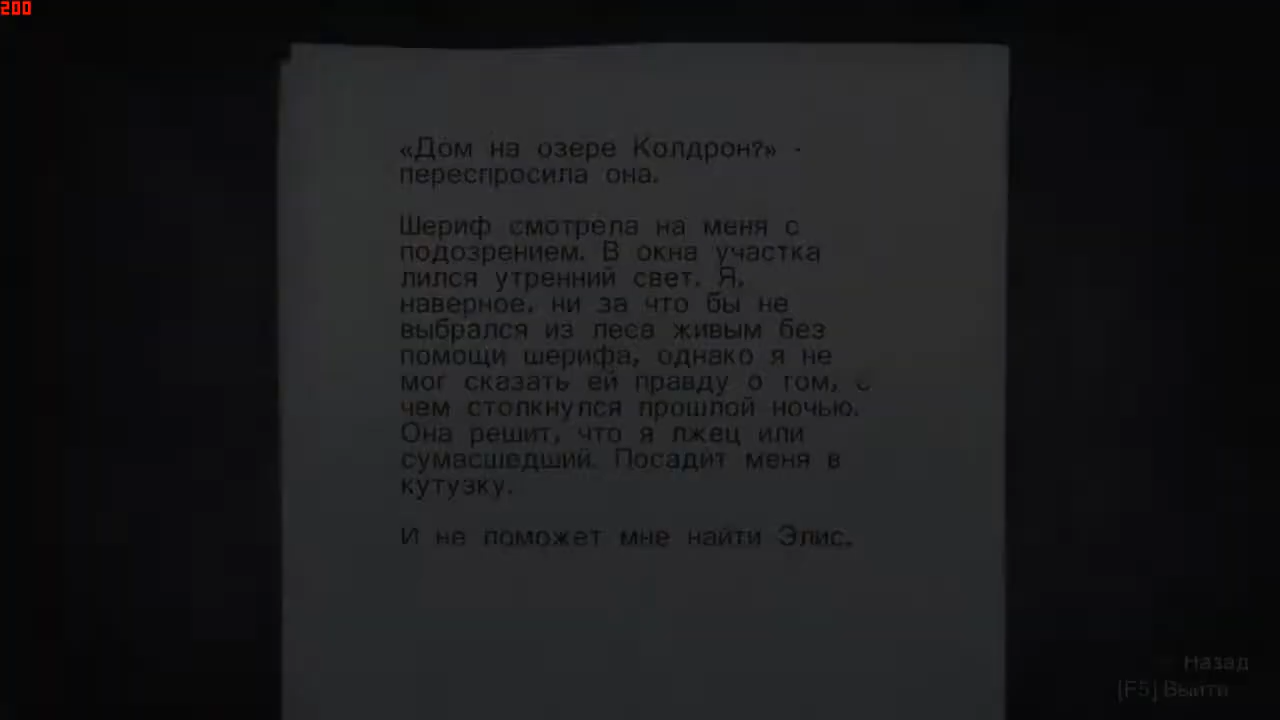 200
«Дом на озере Колдрон?» -
переспросила она.
Шериф смотрела на меня с
подозрением. В окна участка
лился утренний свет. Я,
наверное, ни за что бы не
выбрался из леса живым без
помощи шерифа, однако я не
мог сказать ей правду о том, с
чем столкнулся прошлой ночью.
Она решит, что я лжец или
сумасшедший. Посадит меня в
кутузку.
И не поможет мне найти Элис.
Назад
[F5] Выйти